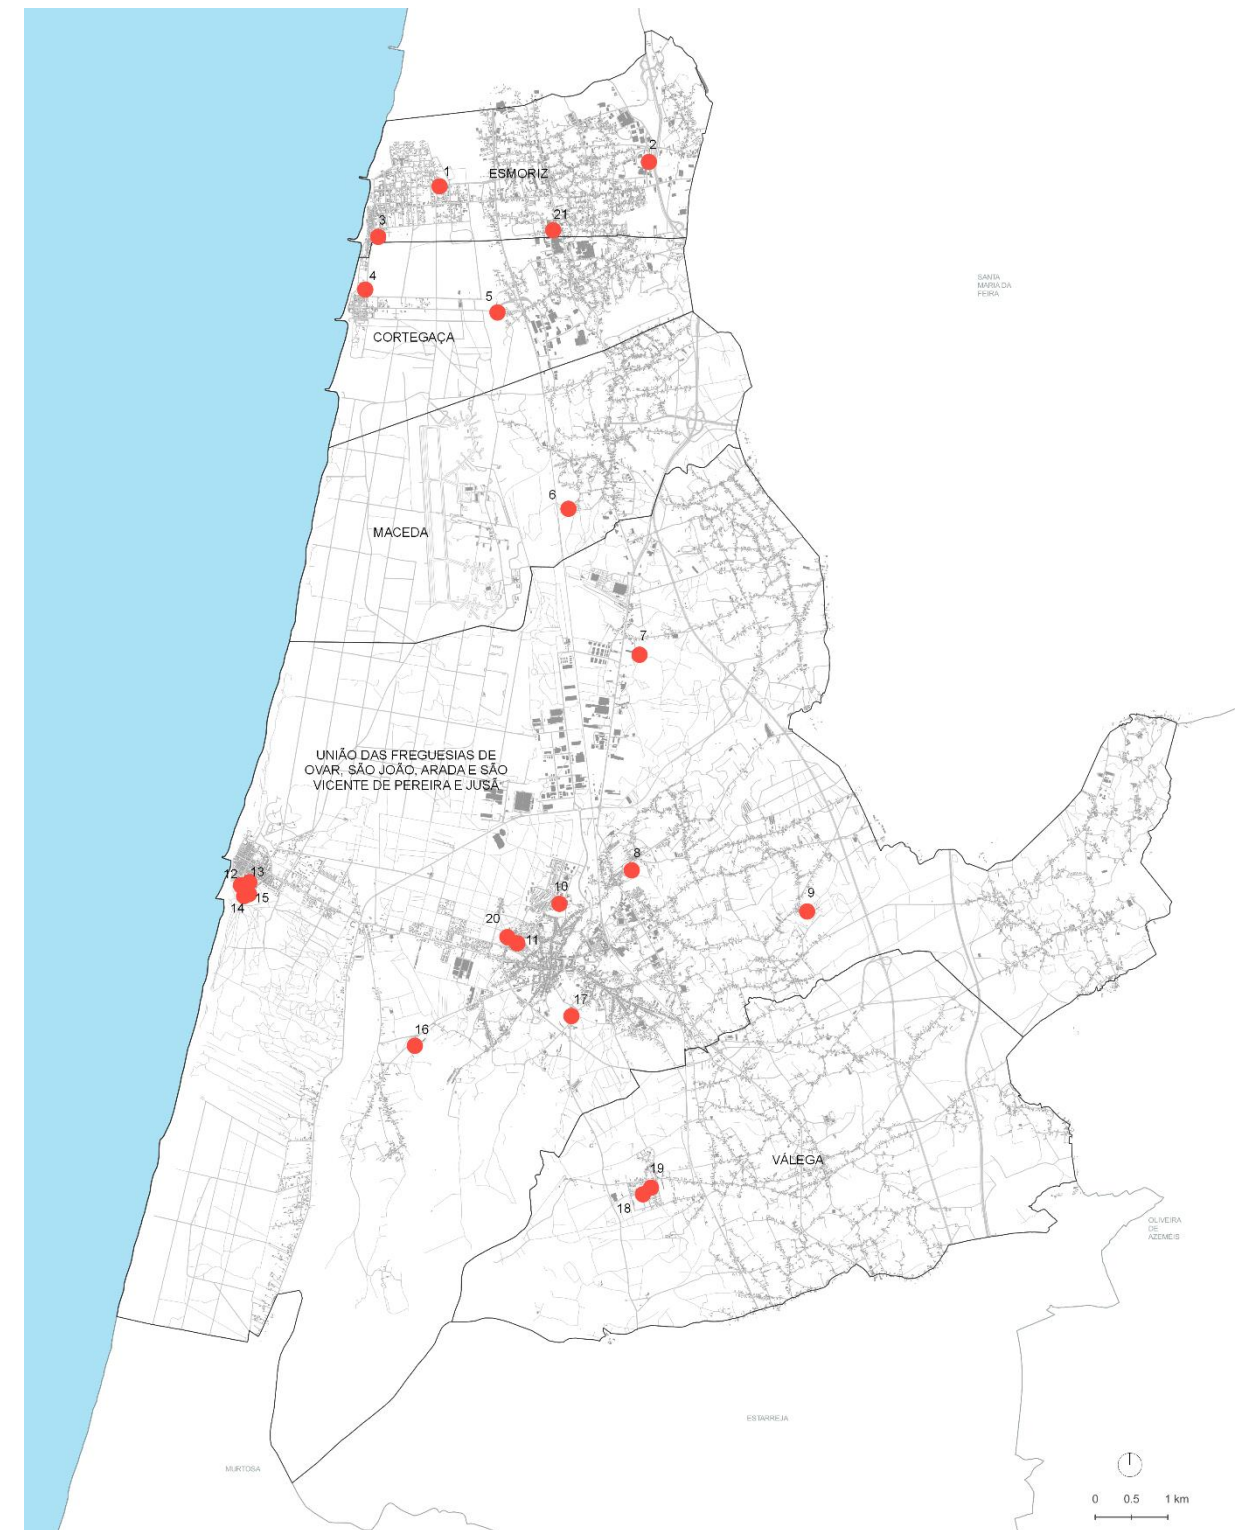 2
1
ESMORIZ
21
3
4
SANTA
MARIA DA
FEIRA
5
CORTEGAÇA
6
MACEDA
7
UNIÃO DAS FREGUESIAS DE
OVAR, SÃO JOÃO, ARADA E SÃO
VICENTE DE PEREIRA E JUSÃ
8
12
13
9
10
15
14
20
11
17
16
VÁLEGA
19
18
OLIVEIRA
DE
AZEMÉIS
ESTARREJA
MURTOSA
0 0.5 1 km